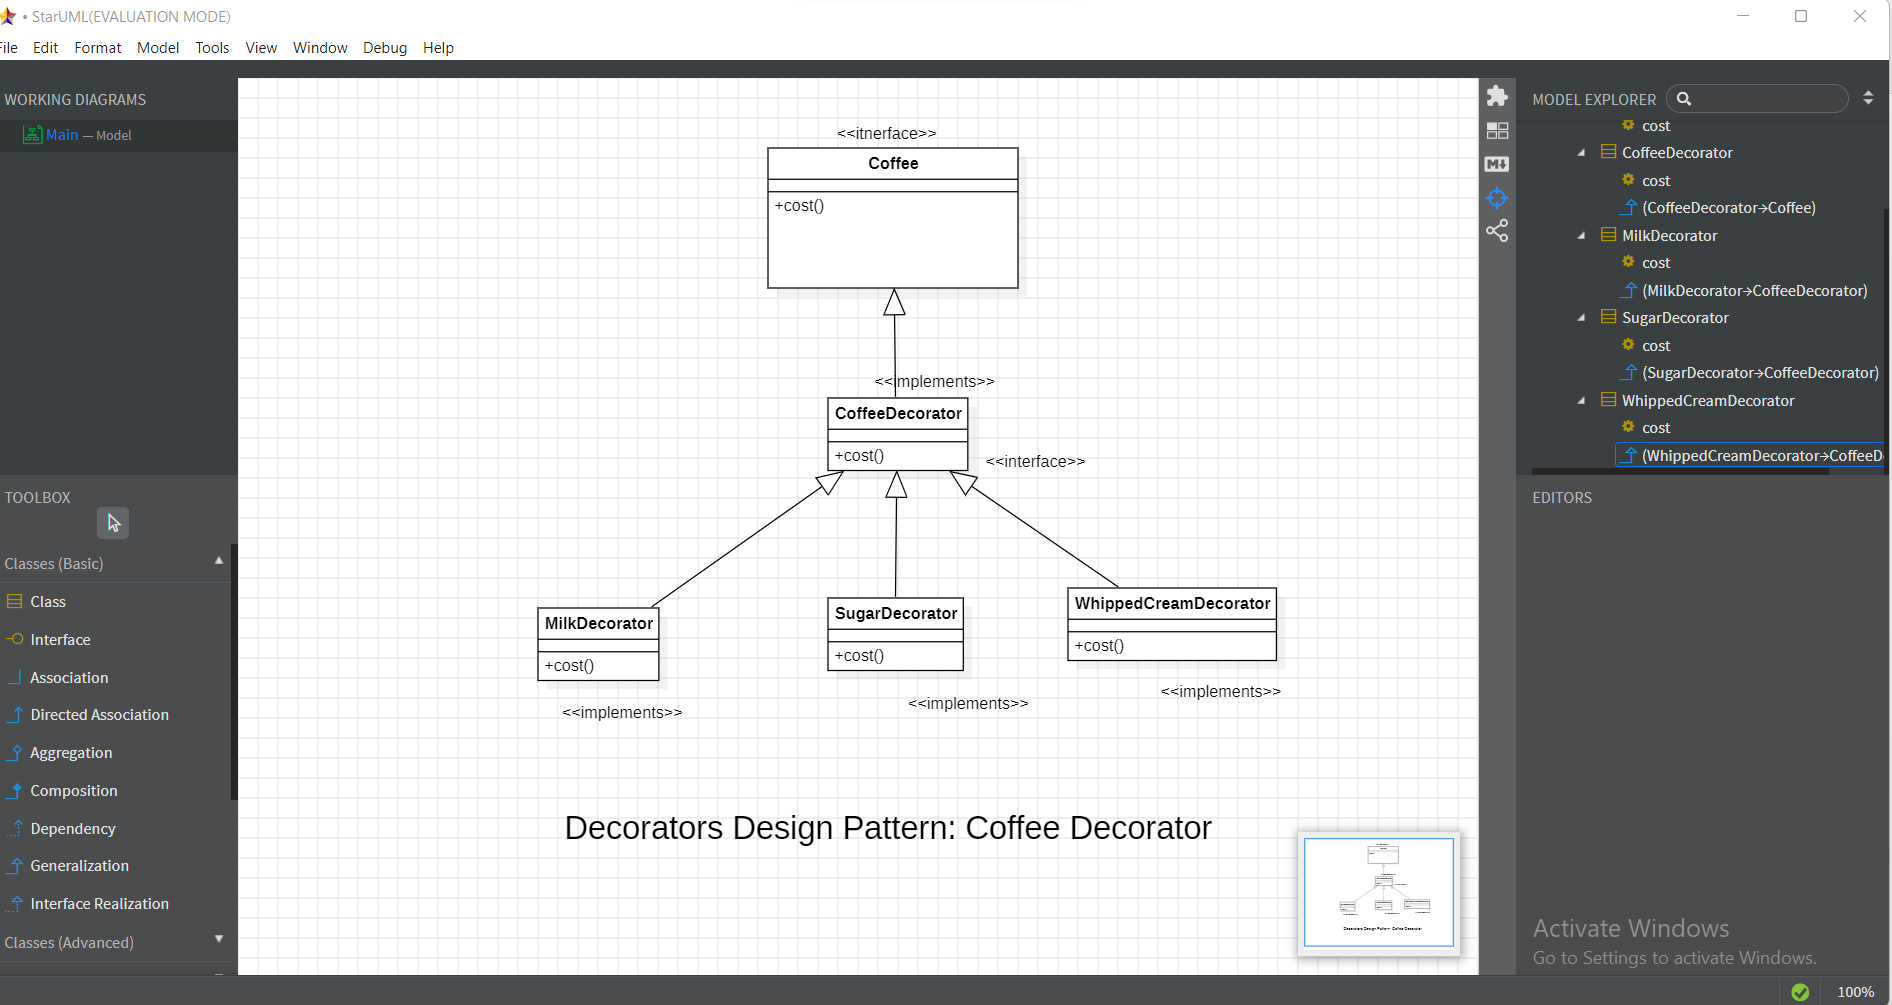 • StarUML(EVALUATION MODE)
File Edit Format Model Tools View Window Debug Help
WORKING DIAGRAMS
Main — Model
TOOLBOX
Classes (Basic)
Class
Interface
Association
Directed Association
Aggregation
Composition
Dependency
Generalization
Interface Realization
Classes (Advanced)
<<itnerface>>
Coffee
+cost()
<<implements>>
CoffeeDecorator
+cost()
<<interface>>
MilkDecorator
+cost()
<<implements>>
SugarDecorator
+cost()
<<implements>>
WhippedCreamDecorator
+cost()
<<implements>>
Decorators Design Pattern: Coffee Decorator
M
MODEL EXPLORER
cost
CoffeeDecorator
cost
(CoffeeDecorator→Coffee)
MilkDecorator
cost
(MilkDecorator→CoffeeDecorator)
SugarDecorator
cost
(SugarDecorator→CoffeeDecorator)
WhippedCreamDecorator
cost
(WhippedCreamDecorator→CoffeeD
EDITORS
Activate Windows
Go to Settings to activate Windows.
100%